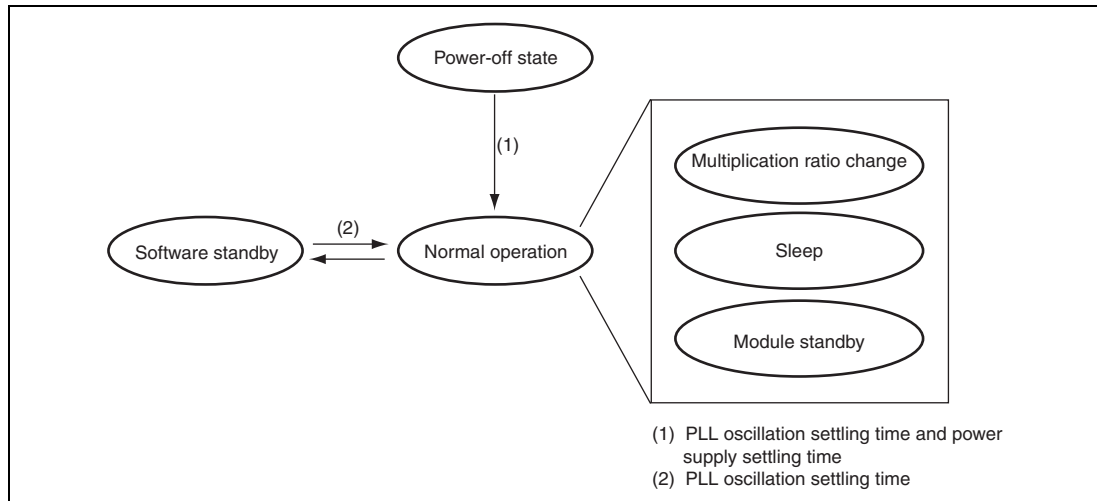 Power-off state
(1)
Multiplication ratio change
(2)
Software standby
Normal operation
Sleep
Module standby
(1) PLL oscillation settling time and power
supply settling time
(2) PLL oscillation settling time